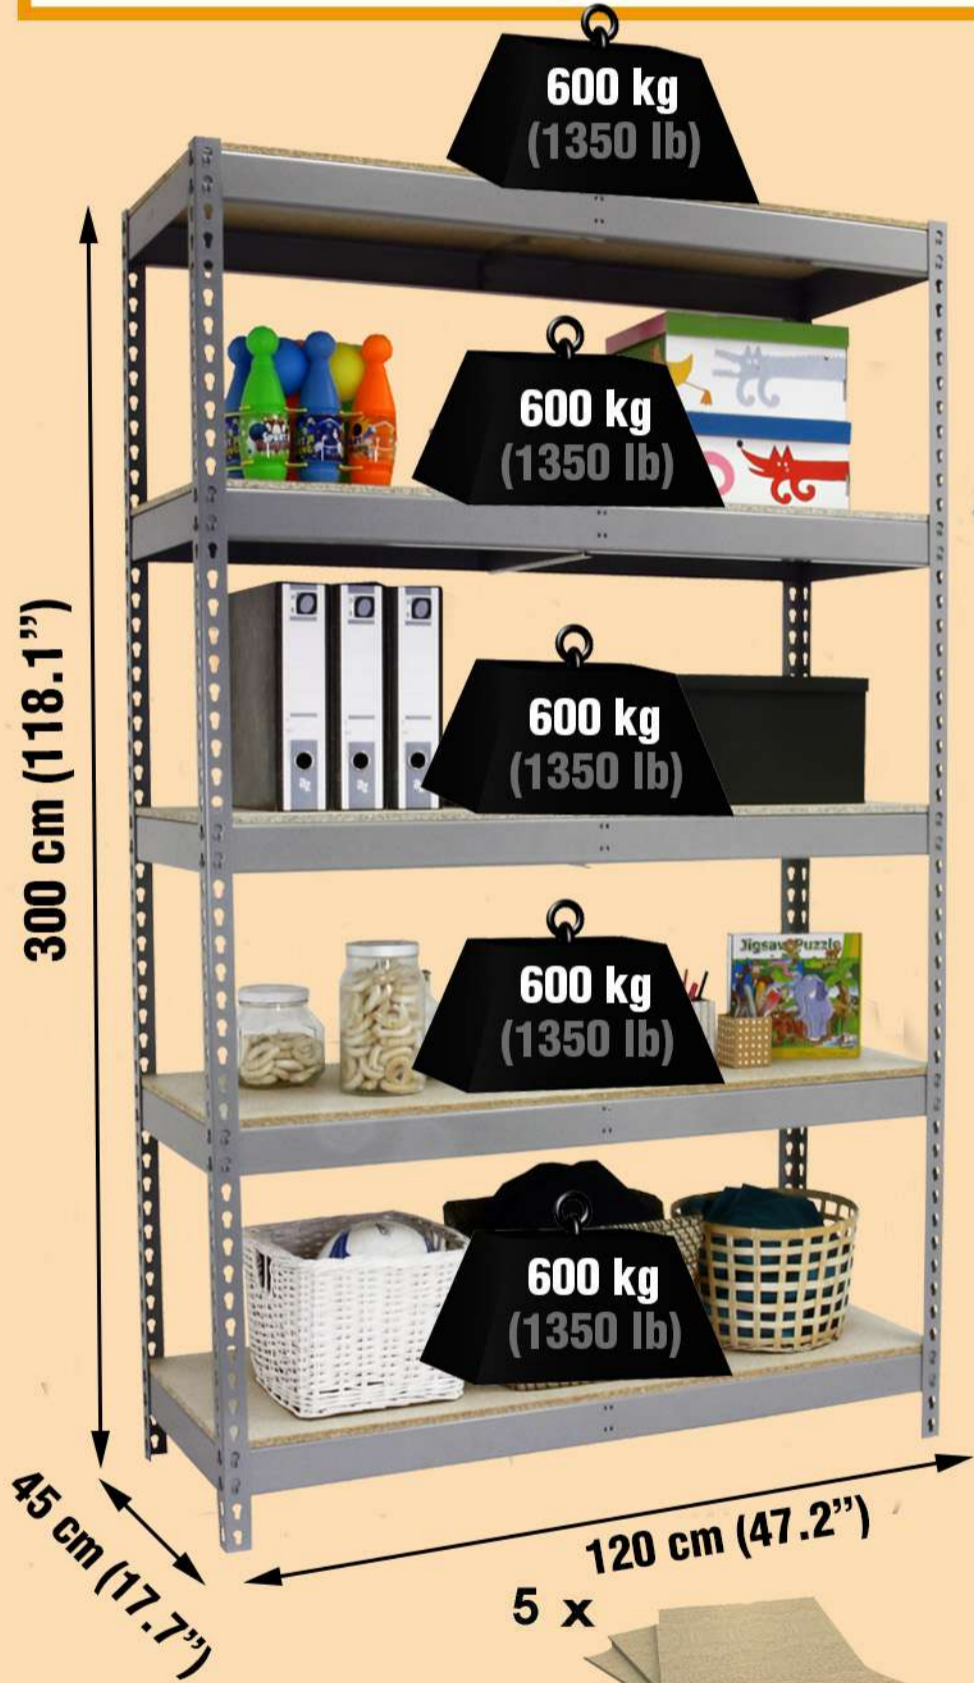 600 kg
(1350 lb)
600 kg
(1350 lb)
600 kg
(1350 lb)
Jigsaw Puzzle
600 kg
(1350 lb)
600 kg
(1350 lb)
300 cm (118.1”)
45 cm (17.7”)
120 cm (47.2”)
5 x